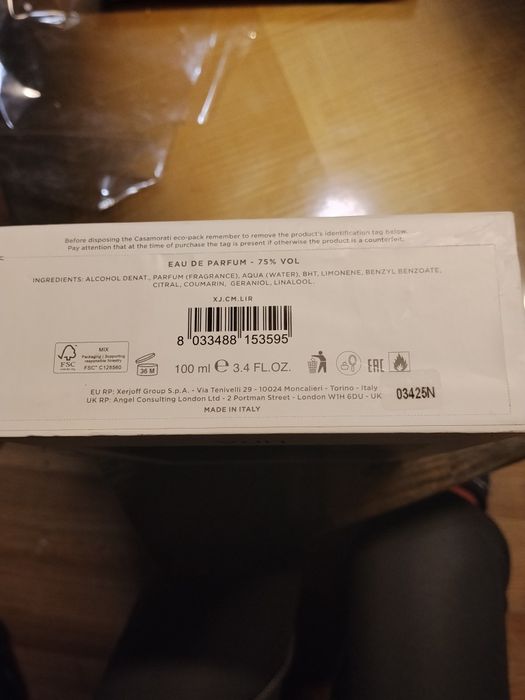 Before disposing the Casamorati eco-pack remember to remove the product's identification tag below.
Pay attention that at the time of purchase the tag is present if otherwise the product is a counterfeit.
EAU DE PARFUM - 75% VOL
INGREDIENTS: ALCOHOL DENAT., PARFUM (FRAGRANCE), AQUA (WATER), BHT, LIMONENE, BENZYL BENZOATE,
CITRAL, COUMARIN, GERANIOL, LINALOOL.
XJ.CM.LIR
8 033488 153595
FSC
MIX
Packaging | Supporting
responsible forestry
FSC® C128560
36 M
100 ml ℮ 3.4 FL.OZ.
EAC
EU RP: Xerjoff Group S.p.A. - Via Tenivelli 29 - 10024 Moncalieri - Torino - Italy
UK RP: Angel Consulting London Ltd - 2 Portman Street - London W1H 6DU - UK
03425N
MADE IN ITALY